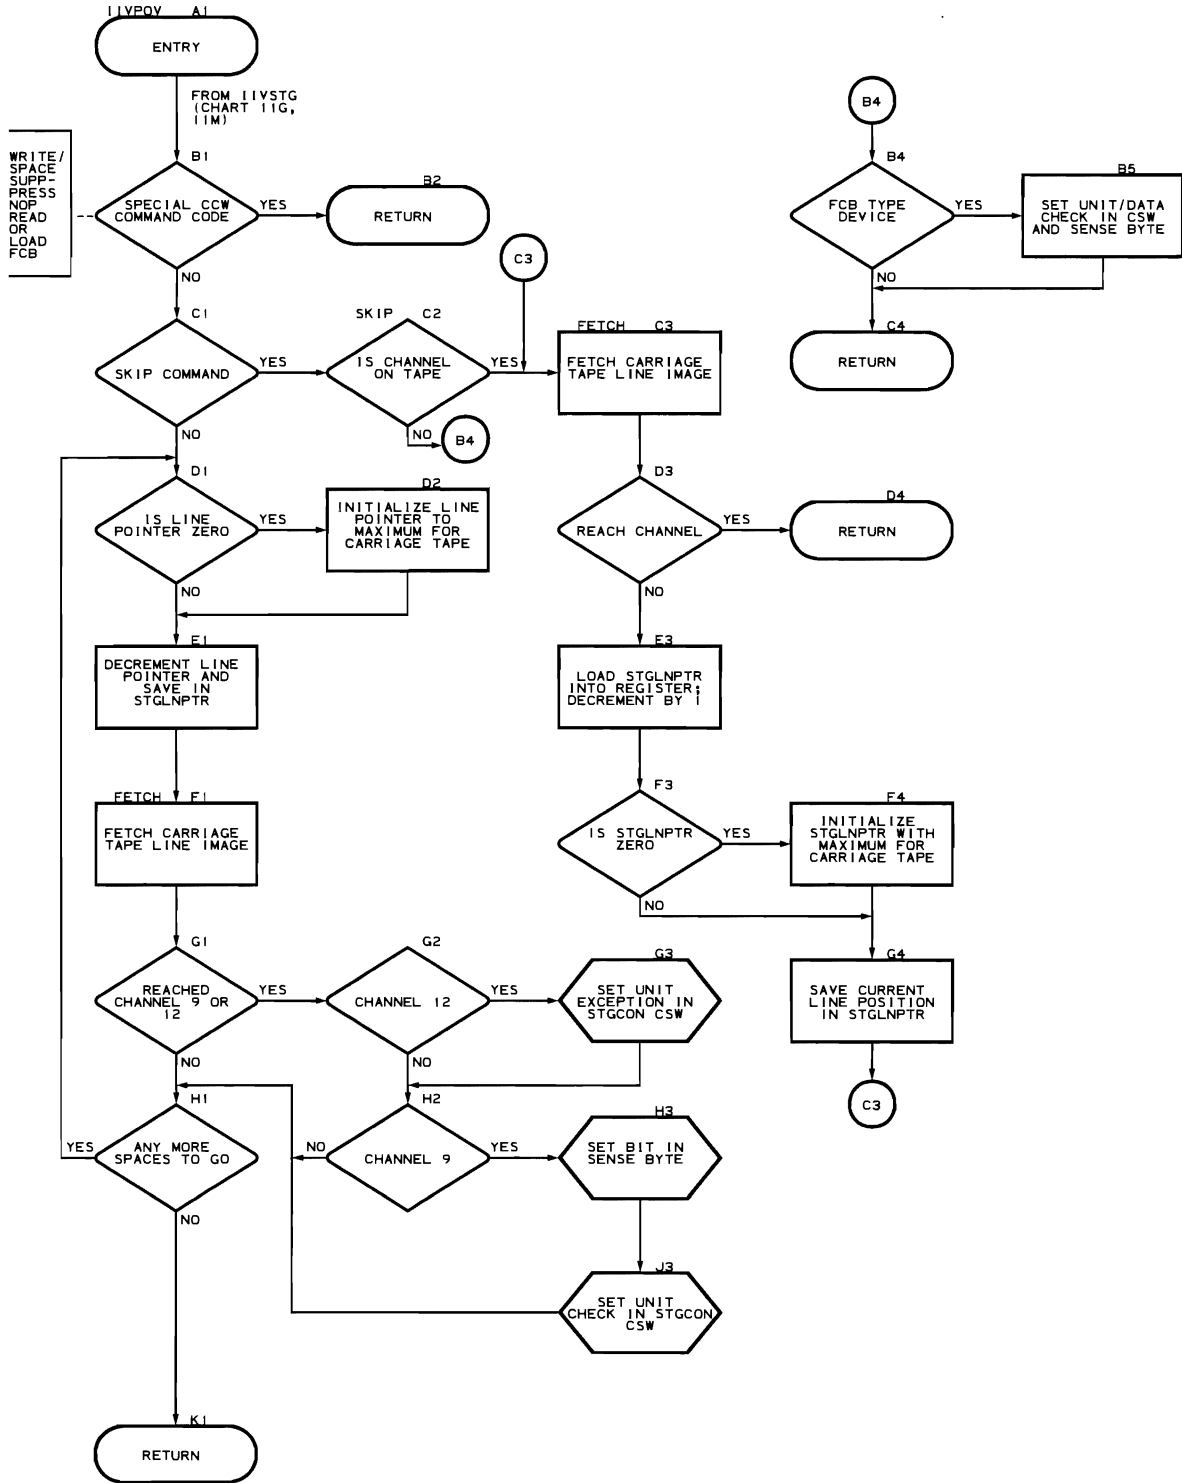 IIVPOV A1
ENTRY
FROM IIVSTG
(CHART 11G,
11M)
WRITE/
SPACE
SUPP-
PRESS
NOP
READ
OR
LOAD
FCB
B1
SPECIAL CCW
COMMAND CODE
YES
NO
B2
RETURN
C1
SKIP COMMAND
YES
NO
SKIP C2
IS CHANNEL
ON TAPE
YES
NO
B4
C3
FETCH C3
FETCH CARRIAGE
TAPE LINE IMAGE
B4
B4
FCB TYPE
DEVICE
YES
NO
B5
SET UNIT/DATA
CHECK IN CSW
AND SENSE BYTE
C4
RETURN
D1
IS LINE
POINTER ZERO
YES
NO
D2
INITIALIZE LINE
POINTER TO
MAXIMUM FOR
CARRIAGE TAPE
D3
REACH CHANNEL
YES
NO
D4
RETURN
E1
DECREMENT LINE
POINTER AND
SAVE IN
STGLNPTR
E3
LOAD STGLNPTR
INTO REGISTER;
DECREMENT BY 1
FETCH F1
FETCH CARRIAGE
TAPE LINE IMAGE
F3
IS STGLNPTR
ZERO
YES
NO
F4
INITIALIZE
STGLNPTR WITH
MAXIMUM FOR
CARRIAGE TAPE
G1
REACHED
CHANNEL 9 OR
12
YES
NO
G2
CHANNEL 12
YES
NO
G3
SET UNIT
EXCEPTION IN
STGCON CSW
G4
SAVE CURRENT
LINE POSITION
IN STGLNPTR
C3
H1
ANY MORE
SPACES TO GO
YES
NO
H2
CHANNEL 9
NO
YES
H3
SET BIT IN
SENSE BYTE
J3
SET UNIT
CHECK IN STGCON
CSW
K1
RETURN